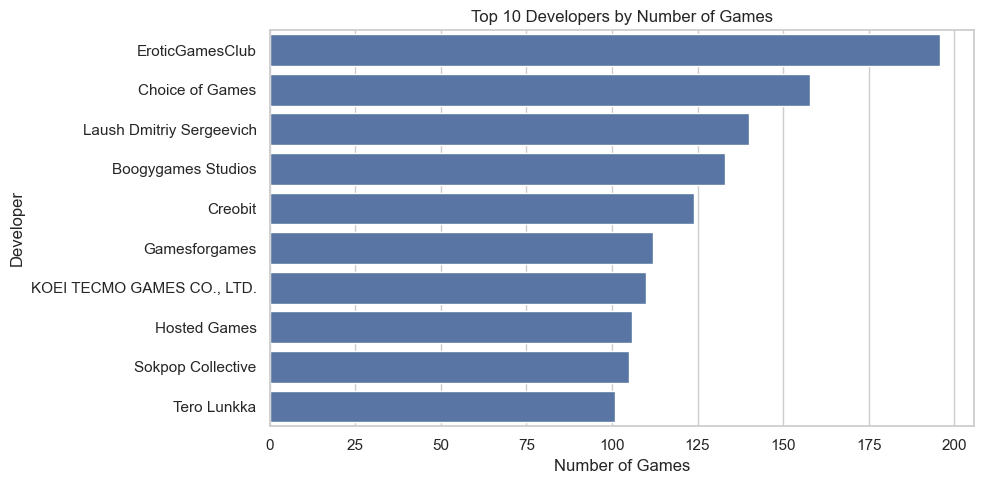 Top 10 Developers by Number of Games
Developer
EroticGamesClub
Choice of Games
Laush Dmitriy Sergeevich
Boogygames Studios
Creobit
Gamesforgames
KOEI TECMO GAMES CO., LTD.
Hosted Games
Sokpop Collective
Tero Lunkka
0 25 50 75 100 125 150 175 200
Number of Games